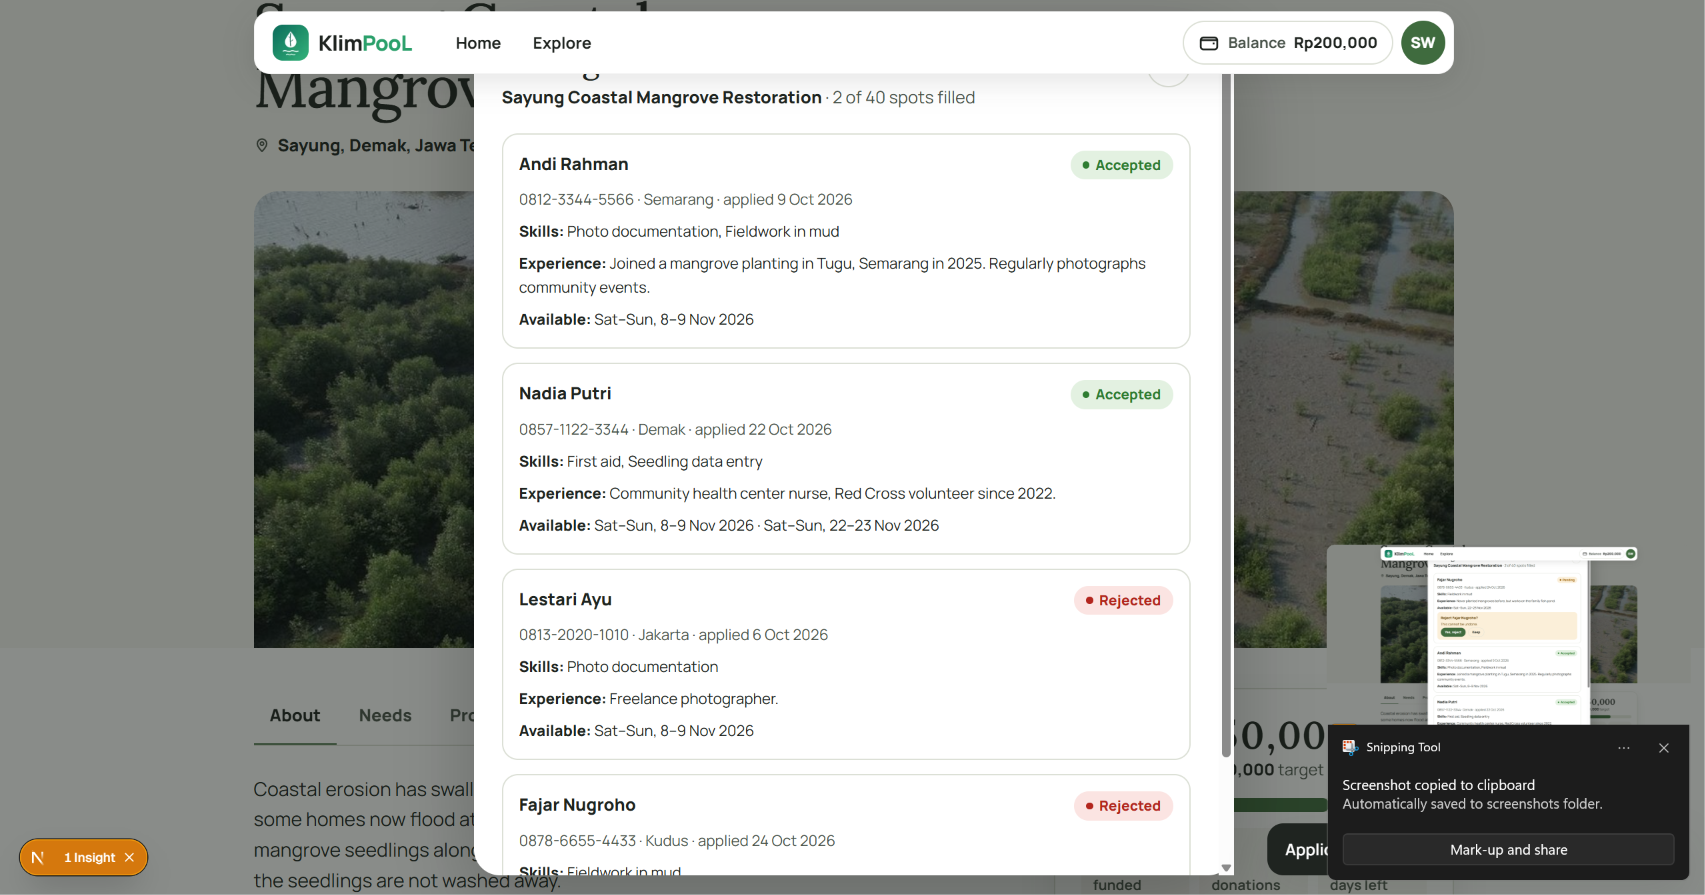 KlimPooL
Home
Explore
Balance Rp200,000
SW
Mangrov
Sayung, Demak, Jawa Te
Sayung Coastal Mangrove Restoration · 2 of 40 spots filled
Andi Rahman
Accepted
0812-3344-5566 · Semarang · applied 9 Oct 2026
Skills: Photo documentation, Fieldwork in mud
Experience: Joined a mangrove planting in Tugu, Semarang in 2025. Regularly photographs
community events.
Available: Sat–Sun, 8–9 Nov 2026
Nadia Putri
Accepted
0857-1122-3344 · Demak · applied 22 Oct 2026
Skills: First aid, Seedling data entry
Experience: Community health center nurse, Red Cross volunteer since 2022.
Available: Sat–Sun, 8–9 Nov 2026 · Sat–Sun, 22–23 Nov 2026
Lestari Ayu
Rejected
0813-2020-1010 · Jakarta · applied 6 Oct 2026
Skills: Photo documentation
Experience: Freelance photographer.
Available: Sat–Sun, 8–9 Nov 2026
Fajar Nugroho
Rejected
0878-6655-4433 · Kudus · applied 24 Oct 2026
Skills: Fieldwork in mud
About
Needs
Pro
Coastal erosion has swall
some homes now flood at
mangrove seedlings along
the seedlings are not washed away.
50,00
0,000 target
Applic
funded
donations
days left
N 1 Insight
Snipping Tool
Screenshot copied to clipboard
Automatically saved to screenshots folder.
Mark-up and share